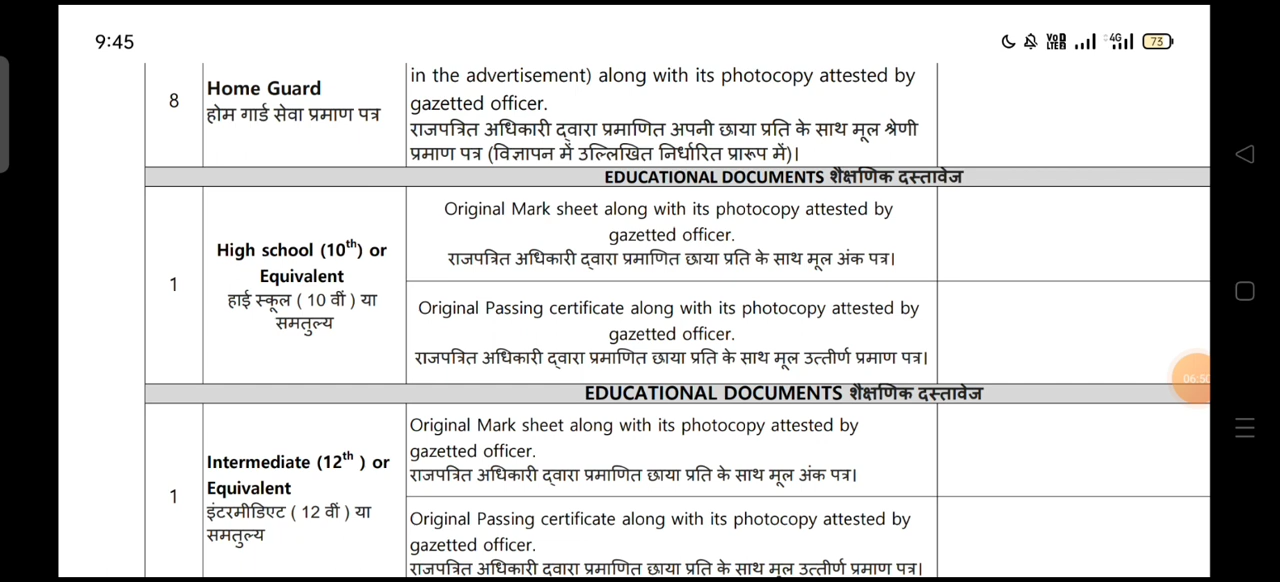 9:45
VoD LTE2 4G 73
in the advertisement) along with its photocopy attested by
8
Home Guard
gazetted officer.
होम गार्ड सेवा प्रमाण पत्र
राजपत्रित अधिकारी द्वारा प्रमाणित अपनी छाया प्रति के साथ मूल श्रेणी
प्रमाण पत्र (विज्ञापन में उल्लिखित निर्धारित प्रारूप में)।
EDUCATIONAL DOCUMENTS शैक्षणिक दस्तावेज
1
High school (10th) or
Equivalent
हाई स्कूल ( 10 वीं ) या
समतुल्य
Original Mark sheet along with its photocopy attested by
gazetted officer.
राजपत्रित अधिकारी द्वारा प्रमाणित छाया प्रति के साथ मूल अंक पत्र।
Original Passing certificate along with its photocopy attested by
gazetted officer.
राजपत्रित अधिकारी द्वारा प्रमाणित छाया प्रति के साथ मूल उत्तीर्ण प्रमाण पत्र।
06:50
EDUCATIONAL DOCUMENTS शैक्षणिक दस्तावेज
1
Intermediate (12th ) or
Equivalent
इंटरमीडिएट ( 12 वीं ) या
समतुल्य
Original Mark sheet along with its photocopy attested by
gazetted officer.
राजपत्रित अधिकारी द्वारा प्रमाणित छाया प्रति के साथ मूल अंक पत्र।
Original Passing certificate along with its photocopy attested by
gazetted officer.
राजपत्रित अधिकारी द्वारा प्रमाणित छाया प्रति के साथ मूल उत्तीर्ण प्रमाण पत्र।